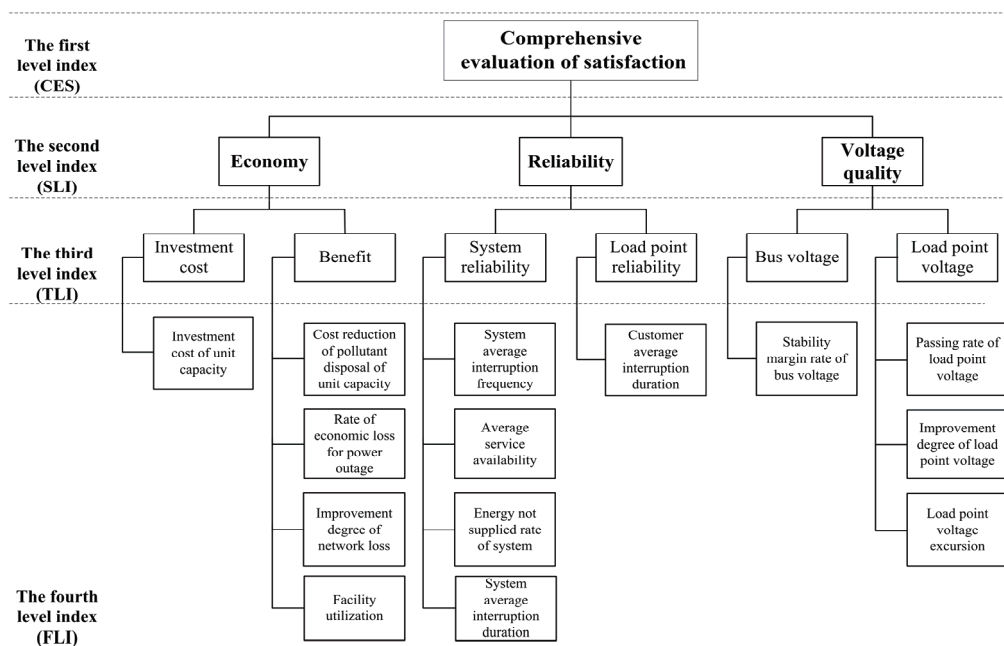 The first
level index
(CES)
Comprehensive
evaluation of satisfaction
The second
level index
(SLI)
Economy
Reliability
Voltage
quality
The third
level index
(TLI)
Investment
cost
Benefit
System
reliability
Load point
reliability
Bus voltage
Load point
voltage
Investment
cost of unit
capacity
Cost reduction
of pollutant
disposal of
unit capacity
System
average
interruption
frequency
Customer
average
interruption
duration
Stability
margin rate of
bus voltage
Passing rate of
load point
voltage
Rate of
economic loss
for power
outage
Average
service
availability
Improvement
degree of load
point voltage
Improvement
degree of
network loss
Energy not
supplied rate
of system
Load point
voltage
excursion
The fourth
level index
(FLI)
Facility
utilization
System
average
interruption
duration